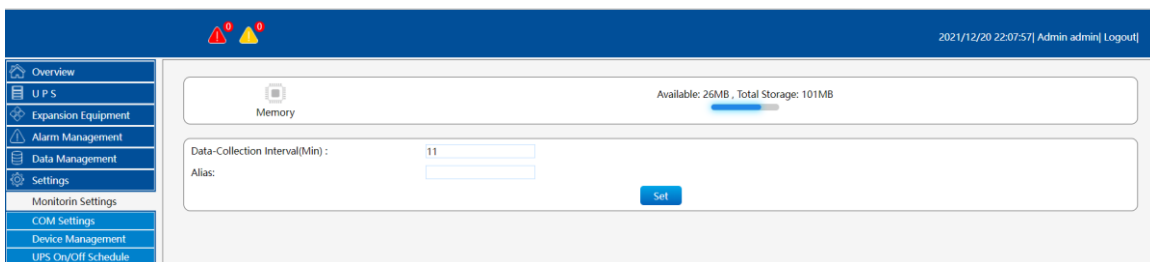 0 0
2021/12/20 22:07:57| Admin admin| Logout|
Overview
U P S
Expansion Equipment
Alarm Management
Data Management
Settings
Monitorin Settings
COM Settings
Device Management
UPS On/Off Schedule
Memory
Available: 26MB , Total Storage: 101MB
Data-Collection Interval(Min) : 11
Alias:
Set